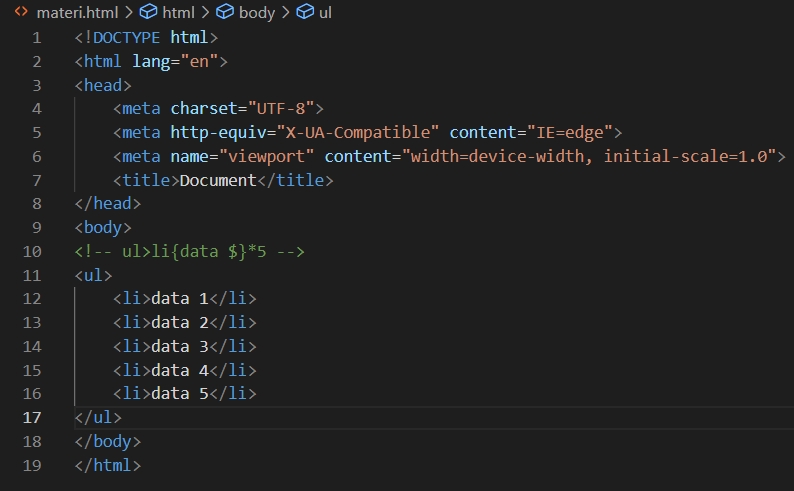 materi.html > html > body > ul
1 <!DOCTYPE html>
2 <html lang="en">
3 <head>
4     <meta charset="UTF-8">
5     <meta http-equiv="X-UA-Compatible" content="IE=edge">
6     <meta name="viewport" content="width=device-width, initial-scale=1.0">
7     <title>Document</title>
8 </head>
9 <body>
10 <!-- ul>li{data $}*5 -->
11 <ul>
12     <li>data 1</li>
13     <li>data 2</li>
14     <li>data 3</li>
15     <li>data 4</li>
16     <li>data 5</li>
17 </ul>
18 </body>
19 </html>